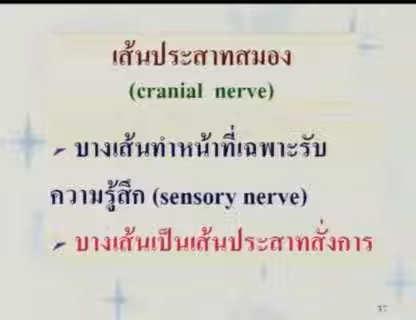 เส้นประสาทสมอง
(cranial nerve)
➢ บางเส้นทำหน้าที่เฉพาะรับ
ความรู้สึก (sensory nerve)
➢ บางเส้นเป็นเส้นประสาทสั่งการ